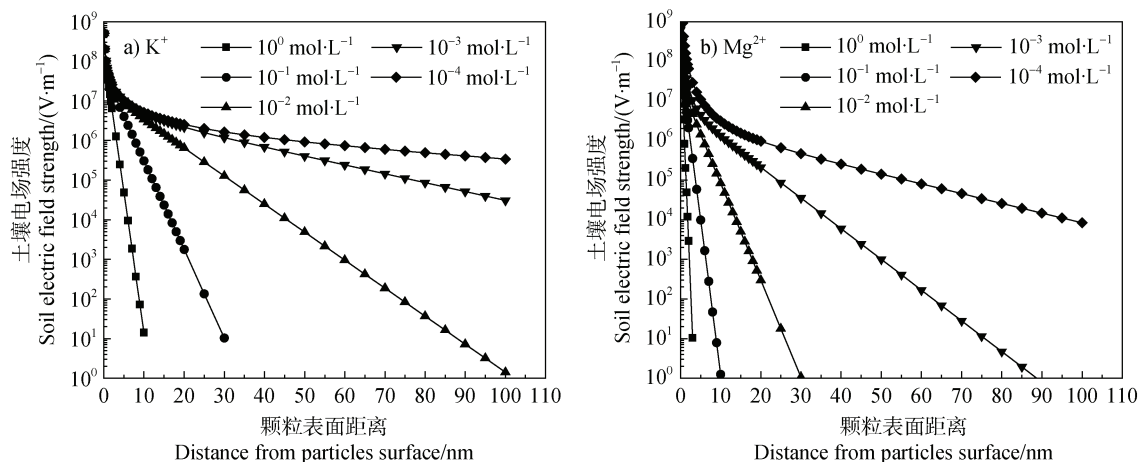 a) K⁺
10⁰ mol·L⁻¹
10⁻¹ mol·L⁻¹
10⁻² mol·L⁻¹
10⁻³ mol·L⁻¹
10⁻⁴ mol·L⁻¹
10⁹
10⁸
10⁷
10⁶
10⁵
10⁴
10³
10²
10¹
10⁰
土壤电场强度
Soil electric field strength/(V·m⁻¹)
0 10 20 30 40 50 60 70 80 90 100 110
颗粒表面距离
Distance from particles surface/nm
b) Mg²⁺
10⁰ mol·L⁻¹
10⁻¹ mol·L⁻¹
10⁻² mol·L⁻¹
10⁻³ mol·L⁻¹
10⁻⁴ mol·L⁻¹
10⁹
10⁸
10⁷
10⁶
10⁵
10⁴
10³
10²
10¹
10⁰
土壤电场强度
Soil electric field strength/(V·m⁻¹)
0 10 20 30 40 50 60 70 80 90 100 110
颗粒表面距离
Distance from particles surface/nm